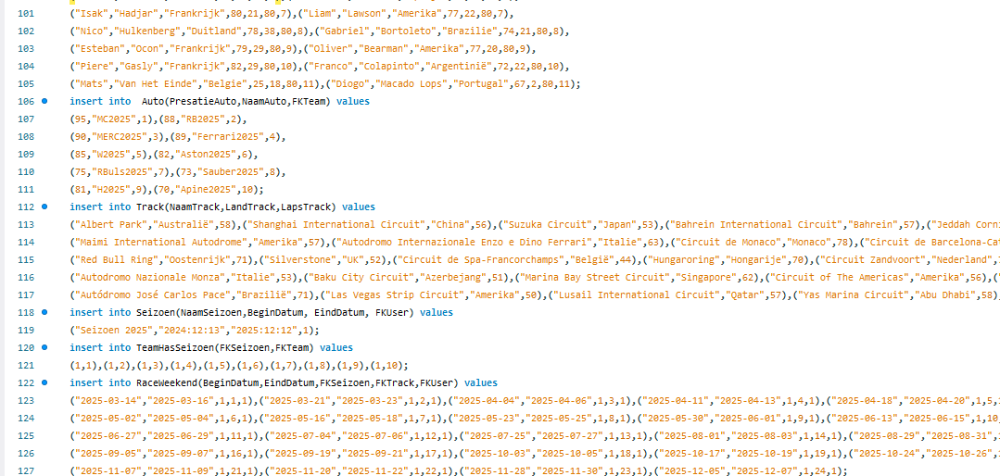 101 ("Isak","Hadjar","Frankrijk",80,21,80,7),("Liam","Lawson","Amerika",77,22,80,7),
102 ("Nico","Hulkenberg","Duitland",78,38,80,8),("Gabriel","Bortoleto","Brazilie",74,21,80,8),
103 ("Esteban","Ocon","Frankrijk",79,29,80,9),("Oliver","Bearman","Amerika",77,20,80,9),
104 ("Piere","Gasly","Frankrijk",82,29,80,10),("Franco","Colapinto","Argentinië",72,22,80,10),
105 ("Mats","Van Het Einde","Belgie",25,18,80,11),("Diogo","Macado Lops","Portugal",67,2,80,11);
106 insert into  Auto(PresatieAuto,NaamAuto,FKTeam) values
107 (95,"MC2025",1),(88,"RB2025",2),
108 (90,"MERC2025",3),(89,"Ferrari2025",4),
109 (85,"W2025",5),(82,"Aston2025",6),
110 (75,"RBuls2025",7),(73,"Sauber2025",8),
111 (81,"H2025",9),(70,"Apine2025",10);
112 insert into Track(NaamTrack,LandTrack,LapsTrack) values
113 ("Albert Park","Australië",58),("Shanghai International Circuit","China",56),("Suzuka Circuit","Japan",53),("Bahrein International Circuit","Bahrein",57),("Jeddah Corni
114 ("Maimi International Autodrome","Amerika",57),("Autodromo Internazionale Enzo e Dino Ferrari","Italie",63),("Circuit de Monaco","Monaco",78),("Circuit de Barcelona-Cat
115 ("Red Bull Ring","Oostenrijk",71),("Silverstone","UK",52),("Circuit de Spa-Francorchamps","België",44),("Hungaroring","Hongarije",70),("Circuit Zandvoort","Nederland",
116 ("Autodromo Nazionale Monza","Italie",53),("Baku City Circuit","Azerbejang",51),("Marina Bay Street Circuit","Singapore",62),("Circuit of The Americas","Amerika",56),(
117 ("Autódromo José Carlos Pace","Brazilië",71),("Las Vegas Strip Circuit","Amerika",50),("Lusail International Circuit","Qatar",57),("Yas Marina Circuit","Abu Dhabi",58)
118 insert into Seizoen(NaamSeizoen,BeginDatum, EindDatum, FKUser) values
119 ("Seizoen 2025","2024:12:13","2025:12:12",1);
120 insert into TeamHasSeizoen(FKSeizoen,FKTeam) values
121 (1,1),(1,2),(1,3),(1,4),(1,5),(1,6),(1,7),(1,8),(1,9),(1,10);
122 insert into RaceWeekend(BeginDatum,EindDatum,FKSeizoen,FKTrack,FKUser) values
123 ("2025-03-14","2025-03-16",1,1,1),("2025-03-21","2025-03-23",1,2,1),("2025-04-04","2025-04-06",1,3,1),("2025-04-11","2025-04-13",1,4,1),("2025-04-18","2025-04-20",1,5,
124 ("2025-05-02","2025-05-04",1,6,1),("2025-05-16","2025-05-18",1,7,1),("2025-05-23","2025-05-25",1,8,1),("2025-05-30","2025-06-01",1,9,1),("2025-06-13","2025-06-15",1,10
125 ("2025-06-27","2025-06-29",1,11,1),("2025-07-04","2025-07-06",1,12,1),("2025-07-25","2025-07-27",1,13,1),("2025-08-01","2025-08-03",1,14,1),("2025-08-29","2025-08-31",
126 ("2025-09-05","2025-09-07",1,16,1),("2025-09-19","2025-09-21",1,17,1),("2025-10-03","2025-10-05",1,18,1),("2025-10-17","2025-10-19",1,19,1),("2025-10-24","2025-10-26",
127 ("2025-11-07","2025-11-09",1,21,1),("2025-11-20","2025-11-22",1,22,1),("2025-11-28","2025-11-30",1,23,1),("2025-12-05","2025-12-07",1,24,1);